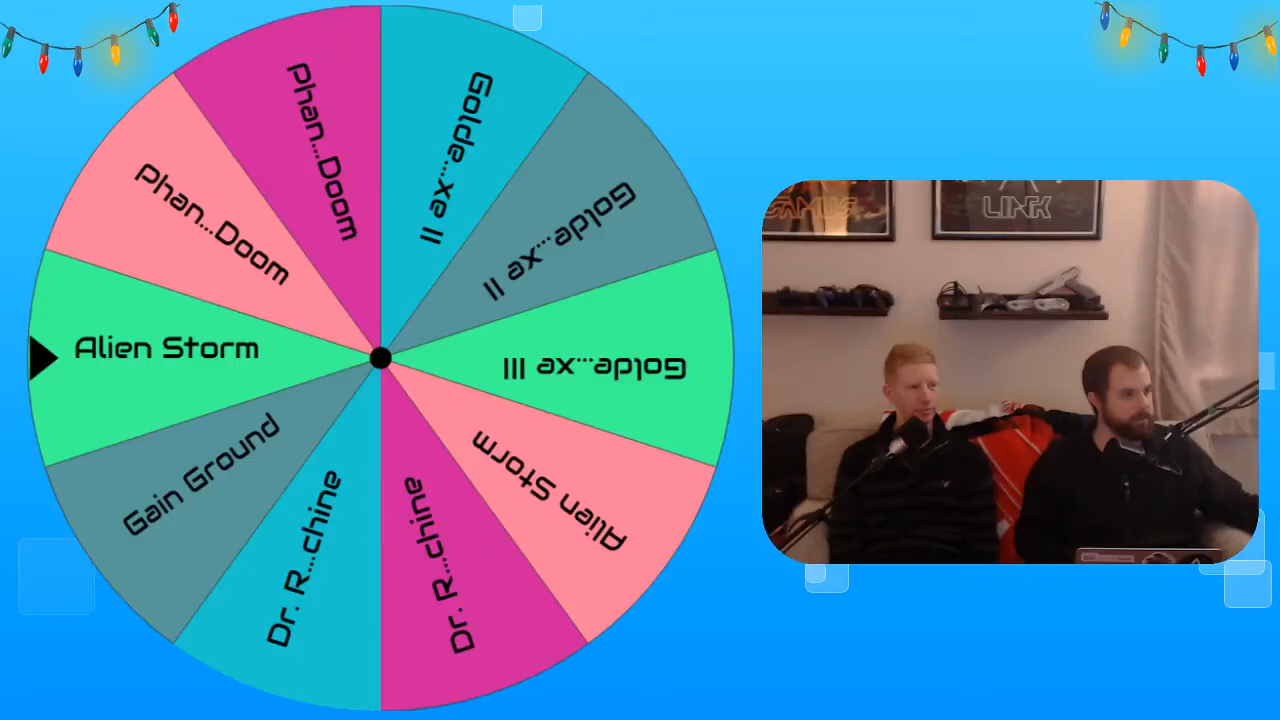 Phan...Doom
Golde...xe II
Phan...Doom
Golde...xe II
Alien Storm
Golde...xe III
Gain Ground
Alien Storm
Dr. R...chine
Dr. R...chine
LINK